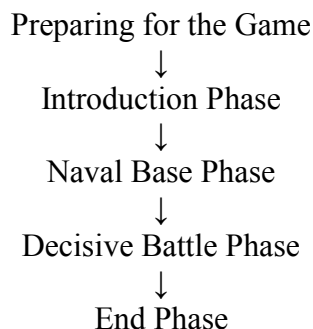 Preparing for the Game
↓
Introduction Phase
↓
Naval Base Phase
↓
Decisive Battle Phase
↓
End Phase